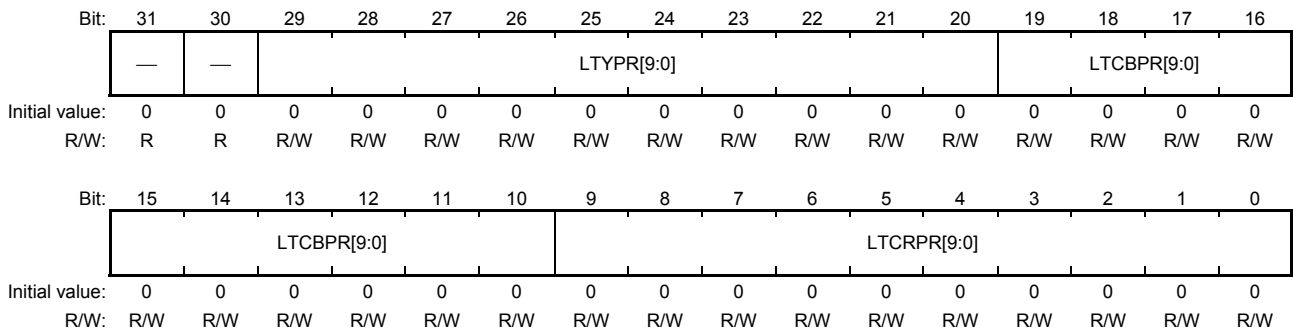 Bit: 31 30 29 28 27 26 25 24 23 22 21 20 19 18 17 16
— — LTYPR[9:0] LTCBPR[9:0]
Initial value: 0 0 0 0 0 0 0 0 0 0 0 0 0 0 0 0
R/W: R R R/W R/W R/W R/W R/W R/W R/W R/W R/W R/W R/W R/W R/W R/W
Bit: 15 14 13 12 11 10 9 8 7 6 5 4 3 2 1 0
LTCBPR[9:0] LTCRPR[9:0]
Initial value: 0 0 0 0 0 0 0 0 0 0 0 0 0 0 0 0
R/W: R/W R/W R/W R/W R/W R/W R/W R/W R/W R/W R/W R/W R/W R/W R/W R/W